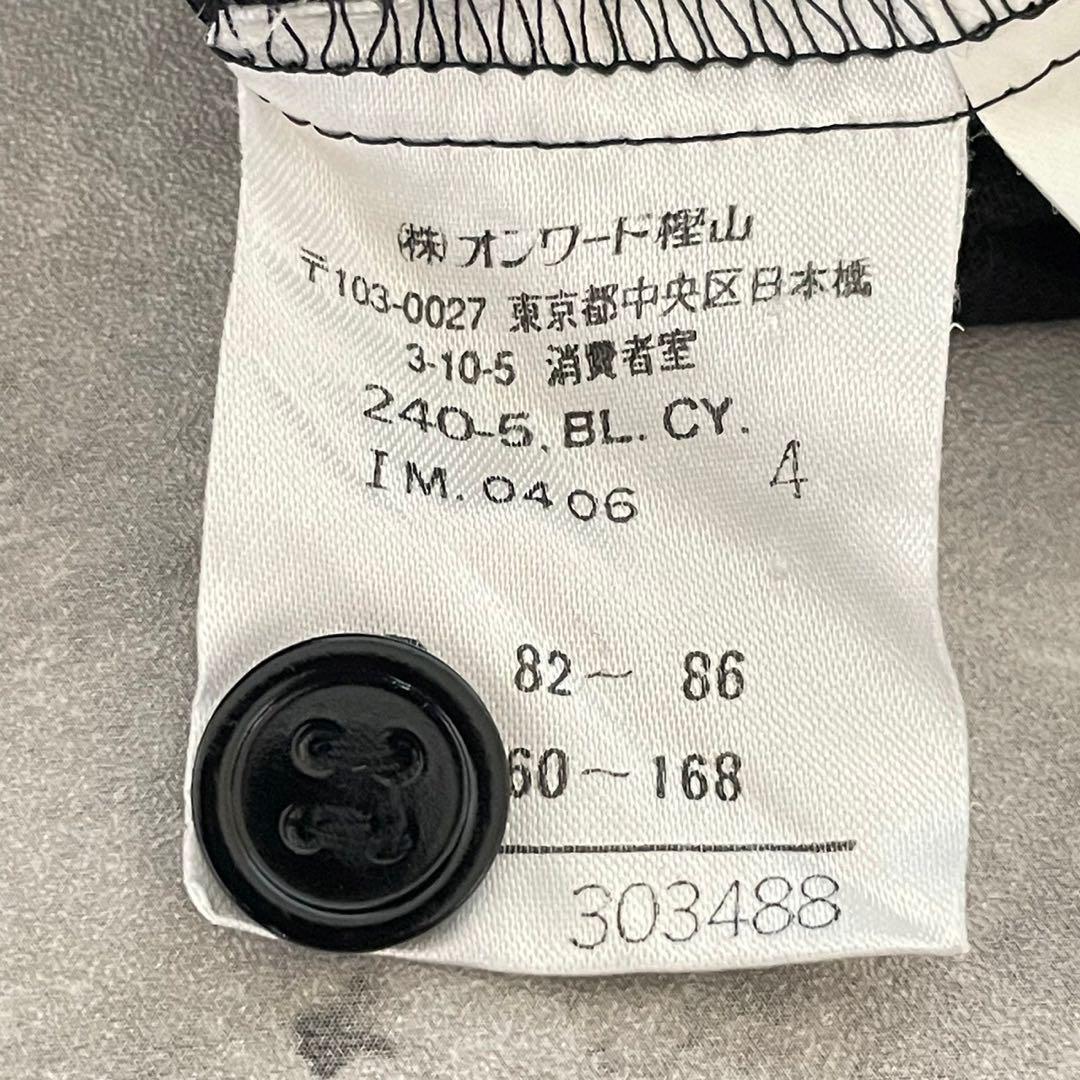 ㈱オンワード樫山
〒103-0027 東京都中央区日本橋
3-10-5 消費者室
240-5. BL. CY.
IM. 0406 4
82～ 86
60～168
303488